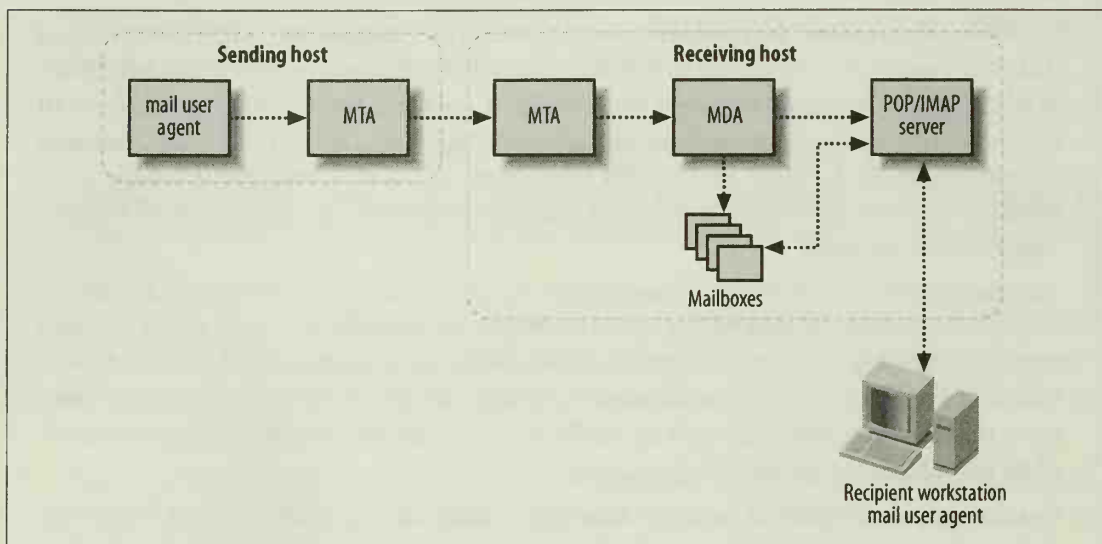 Sending host
Receiving host
mail user
agent
MTA
MTA
MDA
POP/IMAP
server
Mailboxes
Recipient workstation
mail user agent